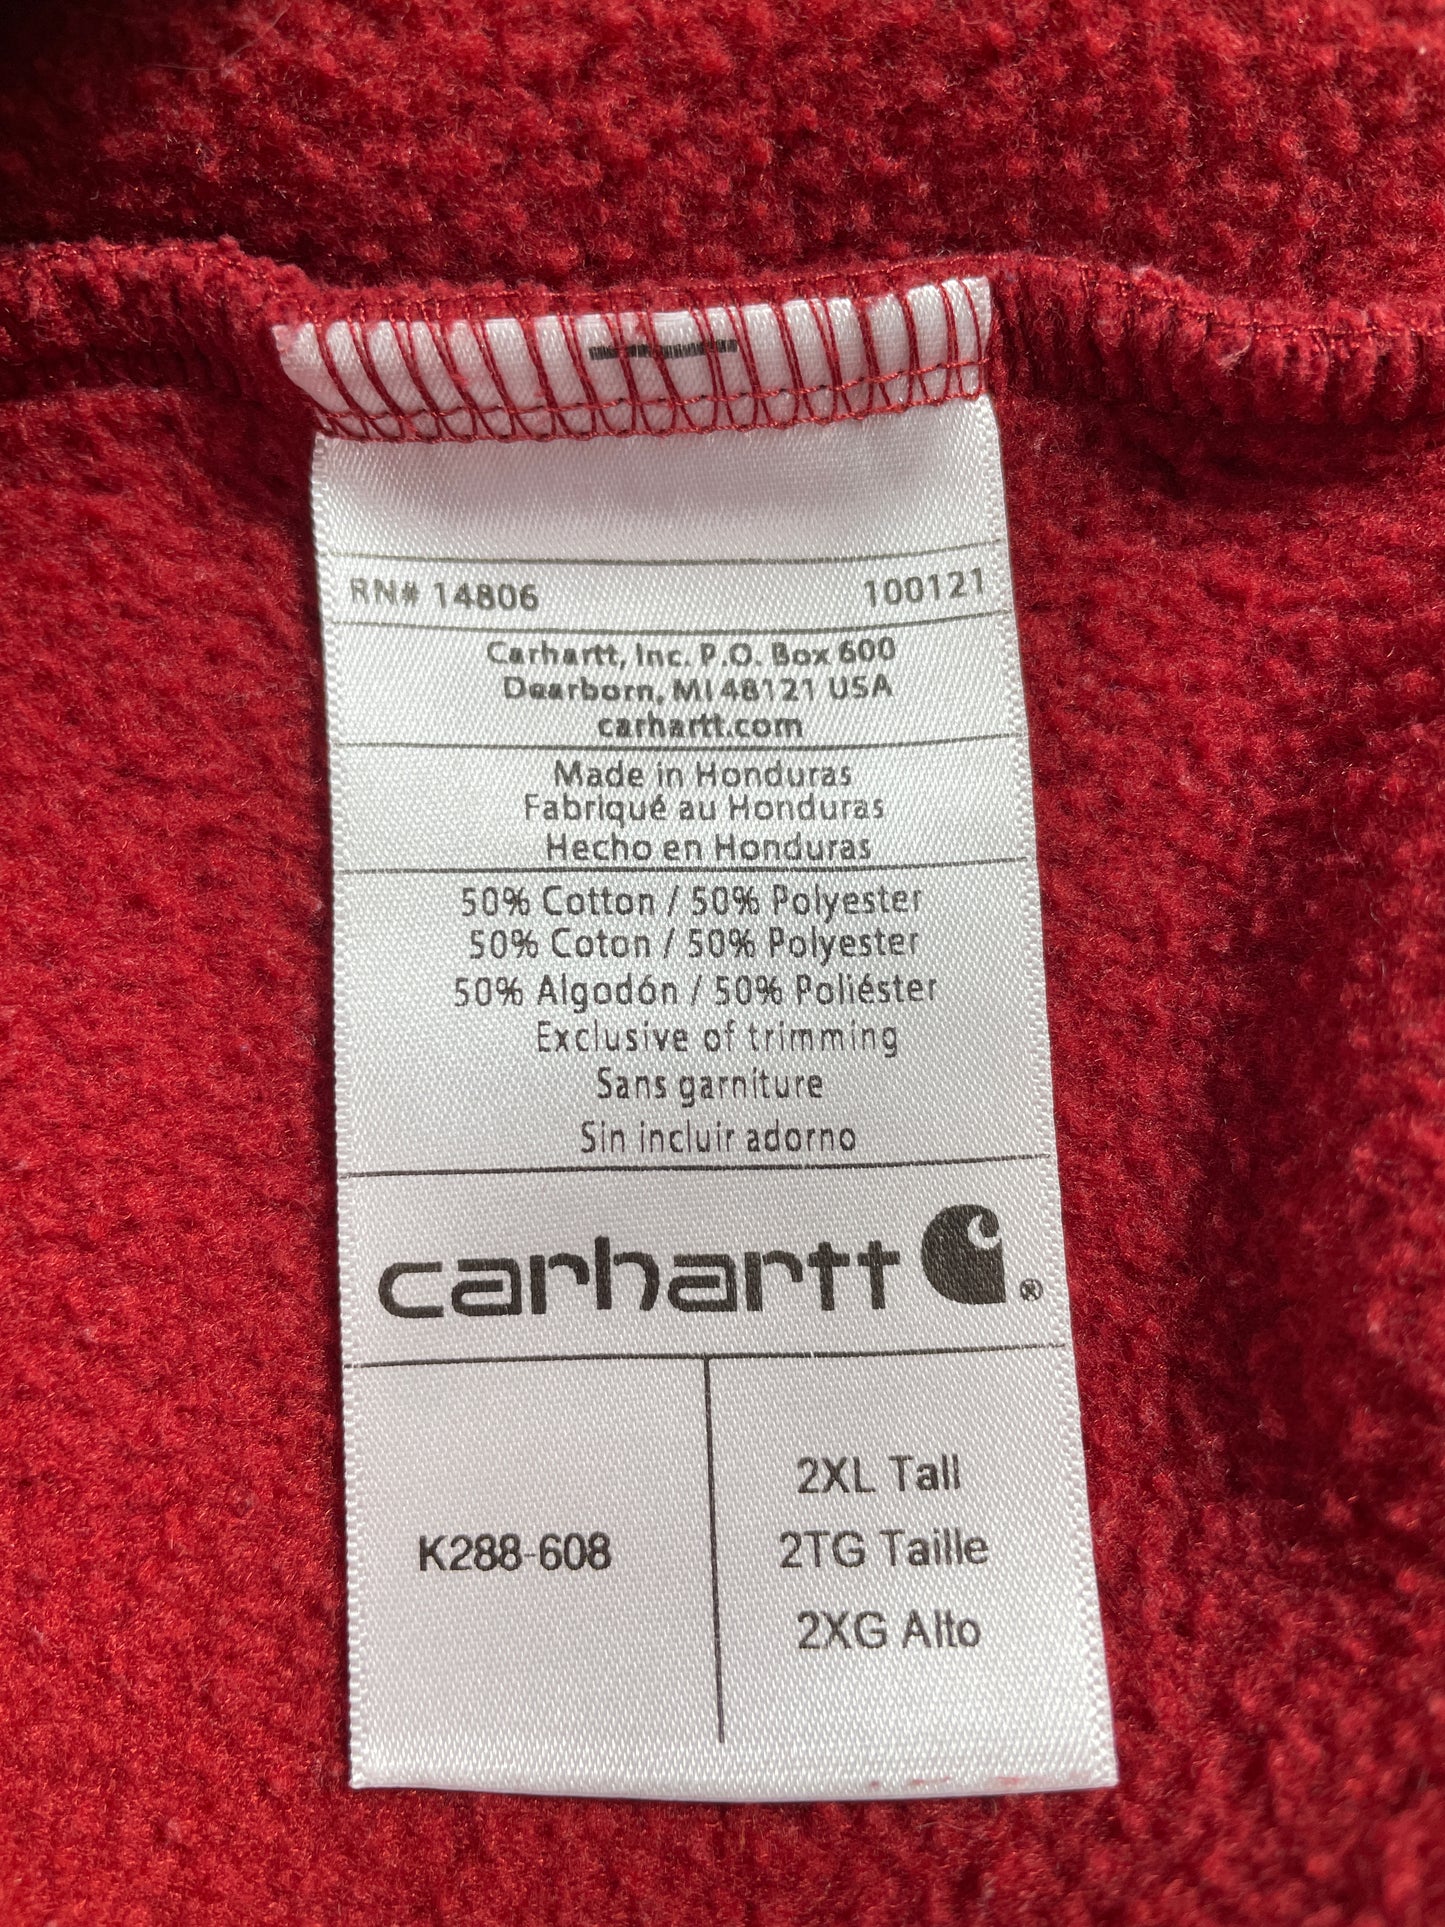 RN# 14806 100121
Carhartt, Inc. P.O. Box 600
Dearborn, MI 48121 USA
carhartt.com
Made in Honduras
Fabriqué au Honduras
Hecho en Honduras
50% Cotton / 50% Polyester
50% Coton / 50% Polyester
50% Algodón / 50% Poliéster
Exclusive of trimming
Sans garniture
Sin incluir adorno
carhartt ®
K288-608
2XL Tall
2TG Taille
2XG Alto